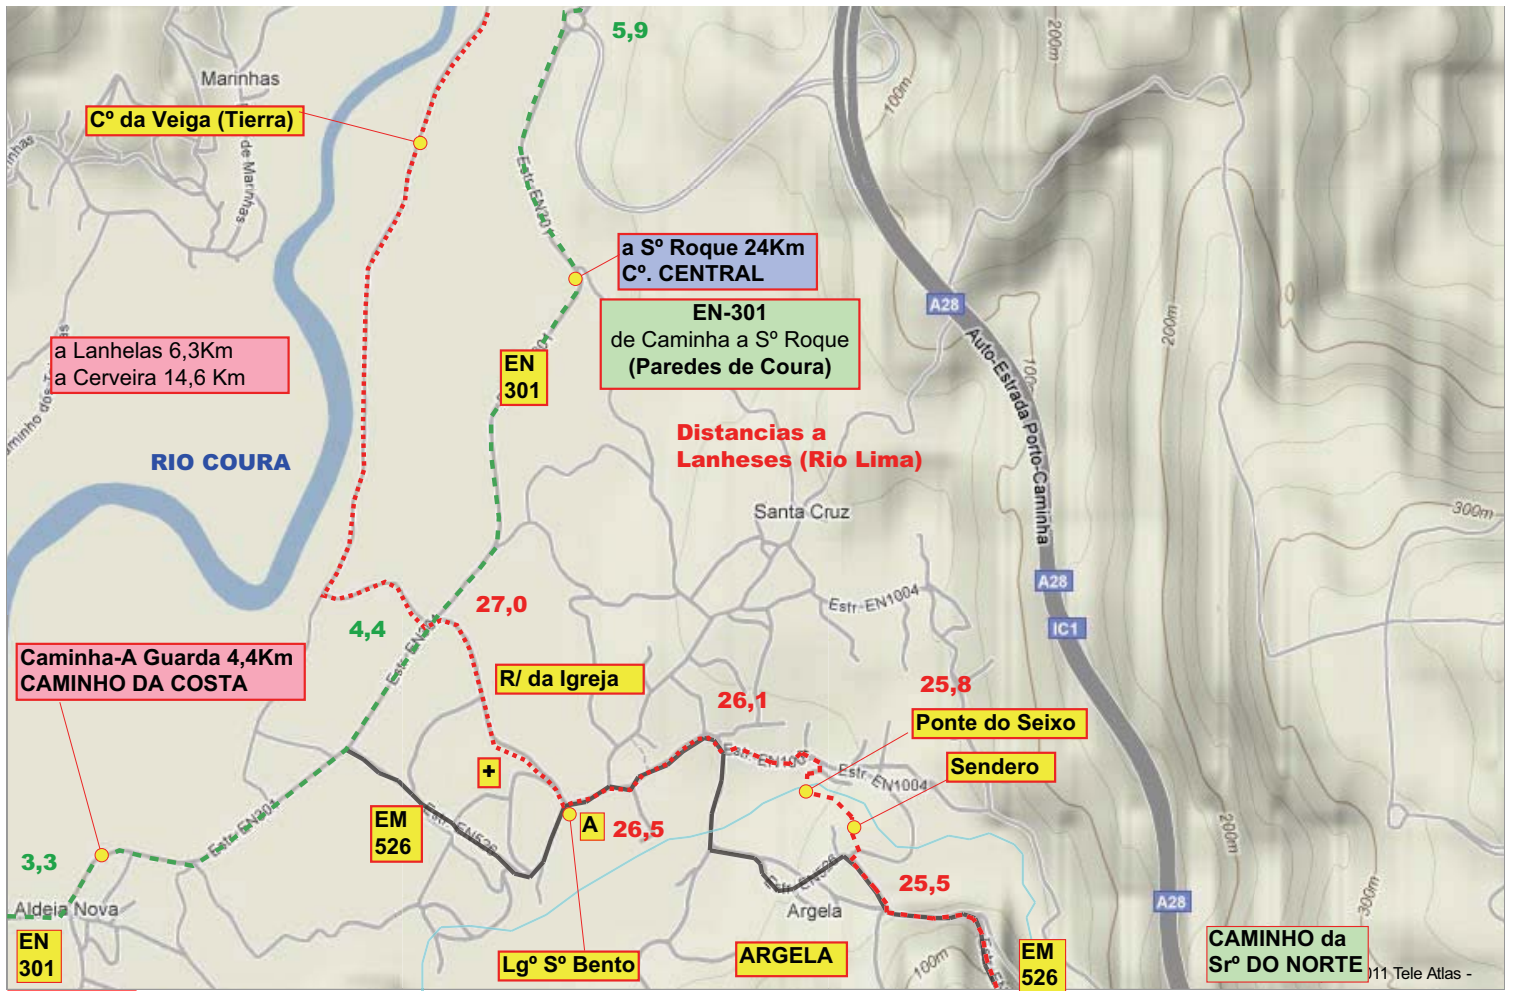 5,9
Marinhas
Cº da Veiga (Tierra)
de Marinhas
100m
200m
Estr.-EN301
a Sº Roque 24Km
Cº. CENTRAL
EN-301
de Caminha a Sº Roque
(Paredes de Coura)
A28
a Lanhelas 6,3Km
a Cerveira 14,6 Km
EN
301
Auto-Estrada Porto-Caminha
200m
RIO COURA
Distancias a
Lanheses (Rio Lima)
Santa Cruz
300m
A28
Estr.-EN1004
IC1
27,0
4,4
Caminha-A Guarda 4,4Km
CAMINHO DA COSTA
R/ da Igreja
26,1
25,8
Ponte do Seixo
Sendero
Estr.-EN1004
+
EM
526
A
26,5
200m
3,3
25,5
Aldeia Nova
Argela
A28
300m
EN
301
Lgº Sº Bento
ARGELA
100m
EM
526
CAMINHO da
Srº DO NORTE
11 Tele Atlas -